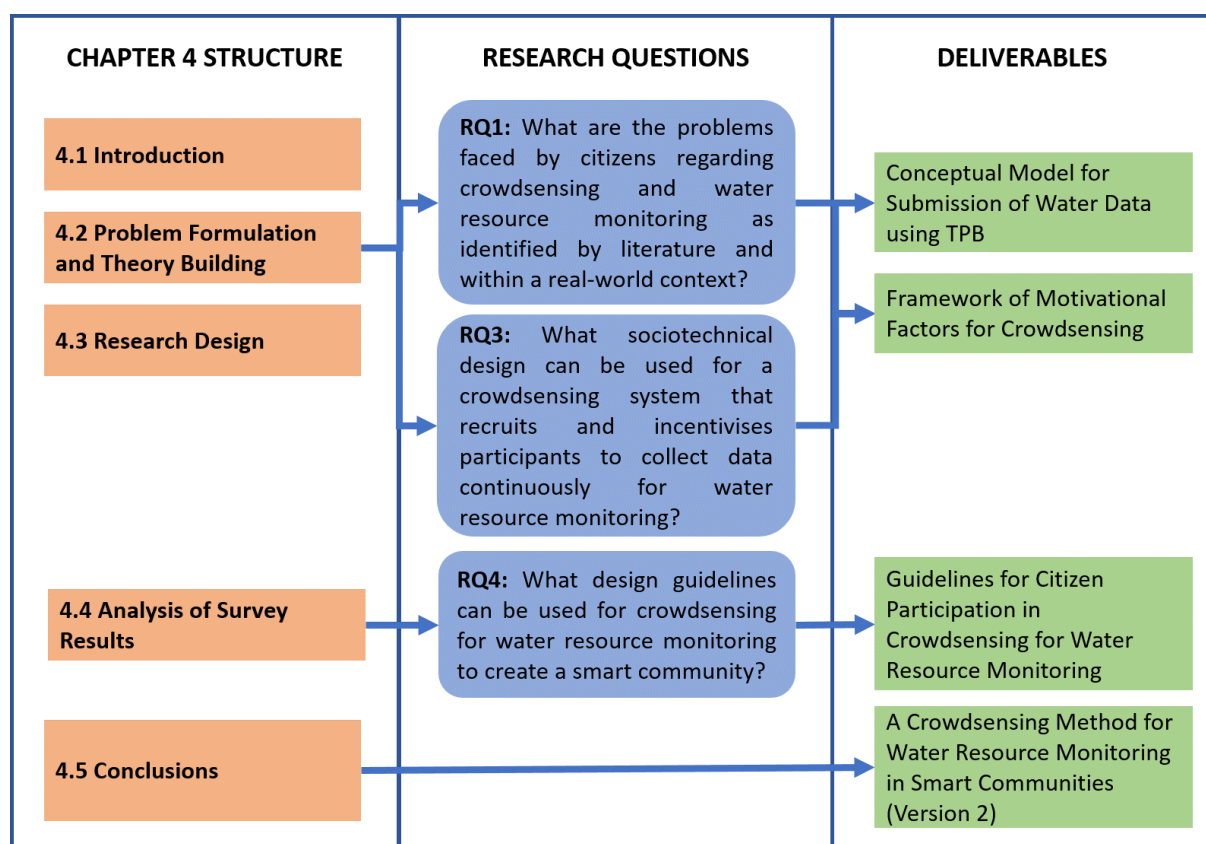 CHAPTER 4 STRUCTURE
4.1 Introduction
4.2 Problem Formulation
and Theory Building
4.3 Research Design
4.4 Analysis of Survey
Results
4.5 Conclusions
RESEARCH QUESTIONS
RQ1: What are the problems
faced by citizens regarding
crowdsensing and water
resource monitoring as
identified by literature and
within a real-world context?
RQ3: What sociotechnical
design can be used for a
crowdsensing system that
recruits and incentivises
participants to collect data
continuously for water
resource monitoring?
RQ4: What design guidelines
can be used for crowdsensing
for water resource monitoring
to create a smart community?
DELIVERABLES
Conceptual Model for
Submission of Water Data
using TPB
Framework of Motivational
Factors for Crowdsensing
Guidelines for Citizen
Participation in
Crowdsensing for Water
Resource Monitoring
A Crowdsensing Method for
Water Resource Monitoring
in Smart Communities
(Version 2)